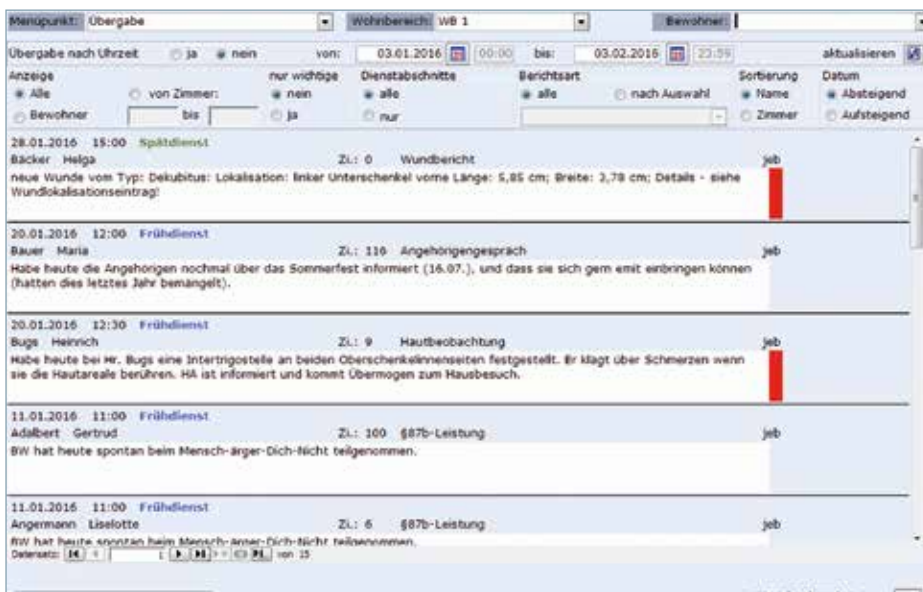 Menüpunkt: Übergabe Wohnbereich: WB 1 Bewohner:
Übergabe nach Uhrzeit ja nein von: 03.01.2016 00:00 bis: 03.02.2016 23:59 aktualisieren
Anzeige nur wichtige Dienstabschnitte Berichtsart Sortierung Datum
Alle von Zimmer: nein alle alle nach Auswahl Name Absteigend
Bewohner bis ja nur Zimmer Aufsteigend
28.01.2016 15:00 Spätdienst
Bäcker Helga Zi.: 0 Wundbericht jeb
neue Wunde vom Typ: Dekubitus: Lokalisation: linker Unterschenkel vorne Länge: 5,85 cm; Breite: 2,78 cm; Details - siehe
Wundlokalisationseintrag!
20.01.2016 12:00 Frühdienst
Bauer Maria Zi.: 116 Angehörigengespräch jeb
Habe heute die Angehörigen nochmal über das Sommerfest informiert (16.07.), und dass sie sich gern emit einbringen können
(hatten dies letztes Jahr bemangelt).
20.01.2016 12:30 Frühdienst
Bugs Heinrich Zi.: 9 Hautbeobachtung jeb
Habe heute bei Hr. Bugs eine Intertrigostelle an beiden Oberschenkelinnenseiten festgestellt. Er klagt über Schmerzen wenn
sie die Hautareale berühren. HA ist informiert und kommt Übermogen zum Hausbesuch.
11.01.2016 11:00 Frühdienst
Adalbert Gertrud Zi.: 100 §87b-Leistung jeb
BW hat heute spontan beim Mensch-ärger-Dich-Nicht teilgenommen.
11.01.2016 11:00 Frühdienst
Angermann Liselotte Zi.: 6 §87b-Leistung jeb
BW hat heute spontan beim Mensch-ärger-Dich-Nicht teilgenommen.
Datensatz: 1 von 15